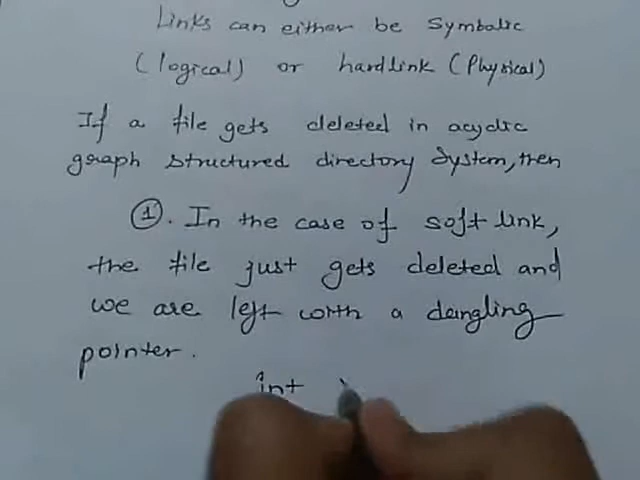 Links can either be symbolic
(logical) or hardlink (Physical)
If a file gets deleted in acyclic
graph structured directory system, then
①. In the case of soft link,
the file just gets deleted and
we are left with a dangling
pointer.
int